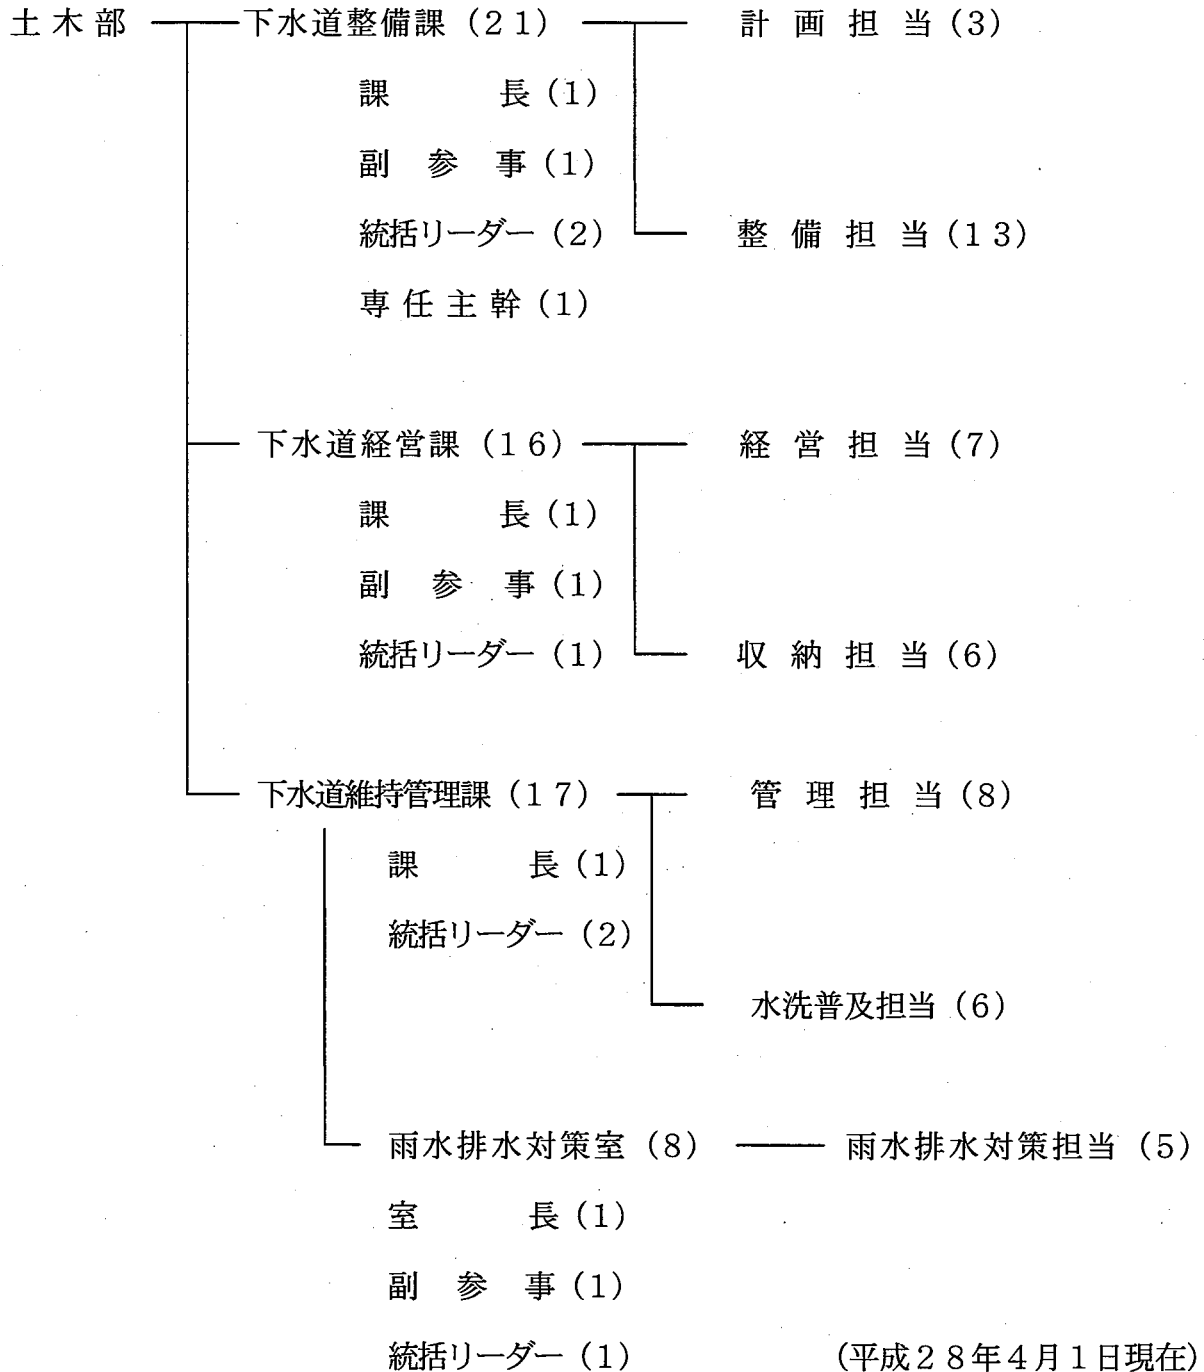 土木部 下水道整備課（２１） 計画担当（3）
課長（1）
副参事（1）
統括リーダー（2） 整備担当（１３）
専任主幹（1）
下水道経営課（１６） 経営担当（7）
課長（1）
副参事（1）
統括リーダー（1） 収納担当（6）
下水道維持管理課（１７） 管理担当（8）
課長（1）
統括リーダー（2）
水洗普及担当（6）
雨水排水対策室（8） 雨水排水対策担当（5）
室長（1）
副参事（1）
統括リーダー（1） （平成２８年４月１日現在）